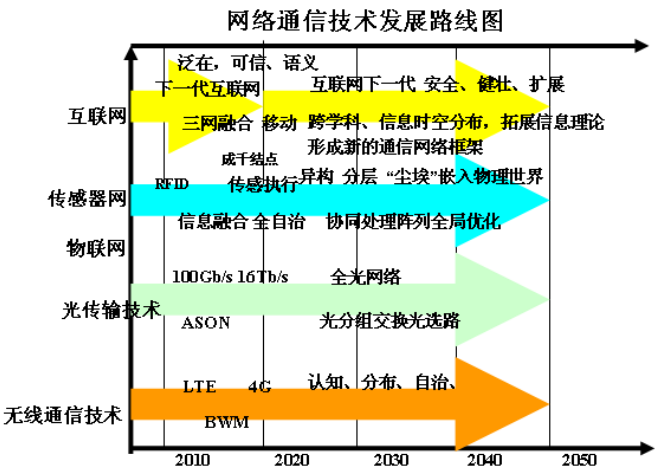 网络通信技术发展路线图
泛在，可信、语义
下一代互联网
互联网下一代 安全、健壮、扩展
互联网
三网融合 移动
跨学科、信息时空分布，拓展信息理论
形成新的通信网络框架
成千结点
RFID
传感执行
异构 分层 “尘埃”嵌入物理世界
传感器网
信息融合 全自治
协同处理阵列全局优化
物联网
100Gb/s 16Tb/s
全光网络
光传输技术
ASON
光分组交换光选路
LTE 4G
认知、分布、自治、
无线通信技术
BWM
2010 2020 2030 2040 2050